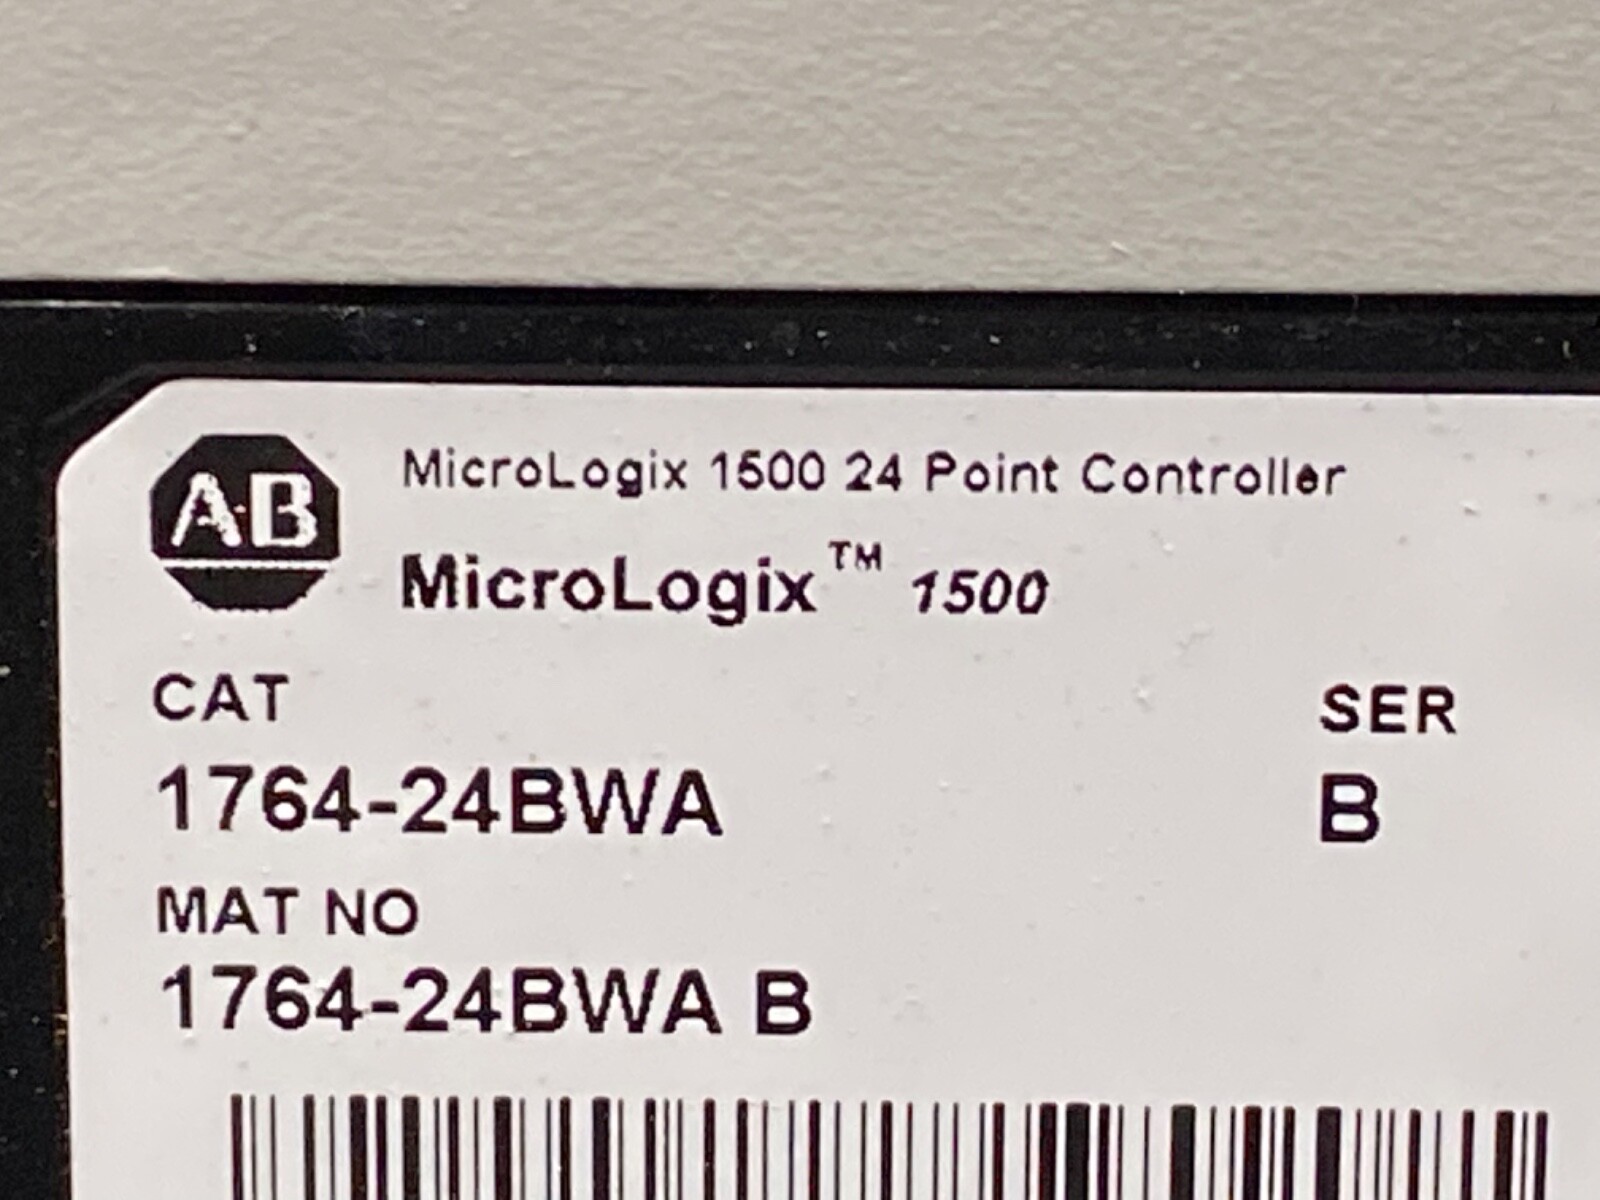 AB
MicroLogix 1500 24 Point Controller
MicroLogix™ 1500
CAT
SER
1764-24BWA
B
MAT NO
1764-24BWA B